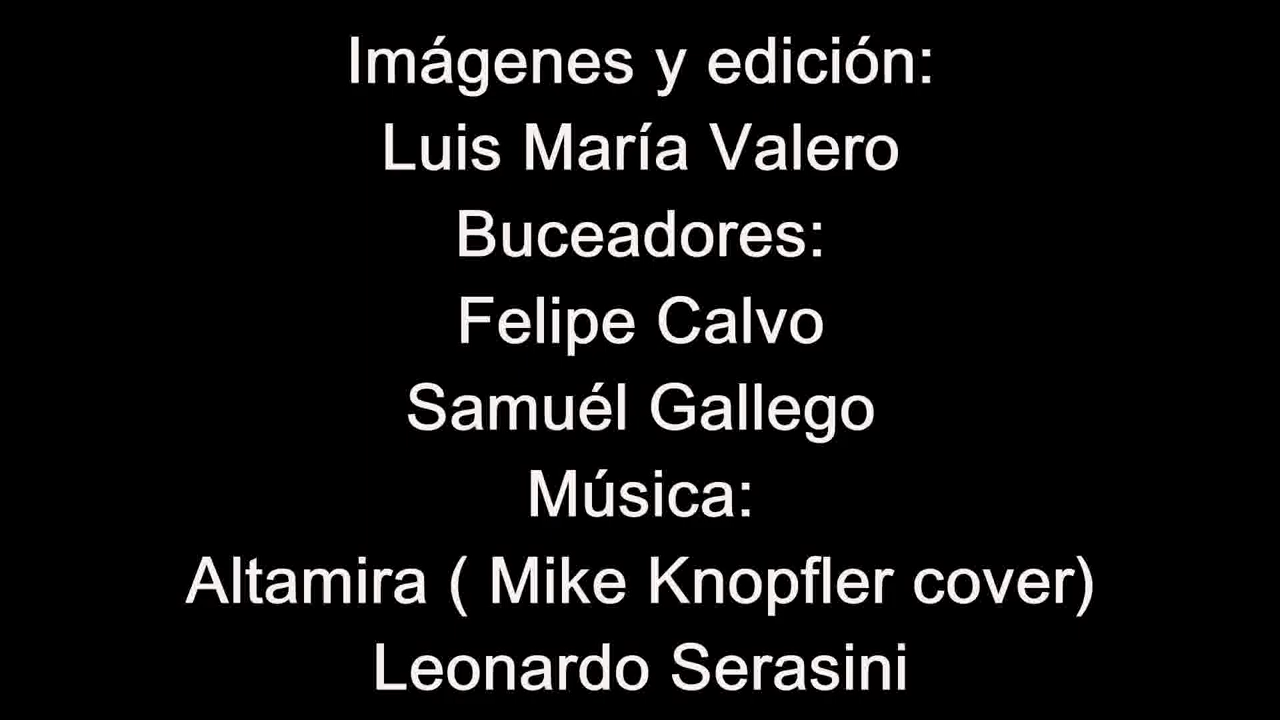 Imágenes y edición:
Luis María Valero
Buceadores:
Felipe Calvo
Samuél Gallego
Música:
Altamira ( Mike Knopfler cover)
Leonardo Serasini